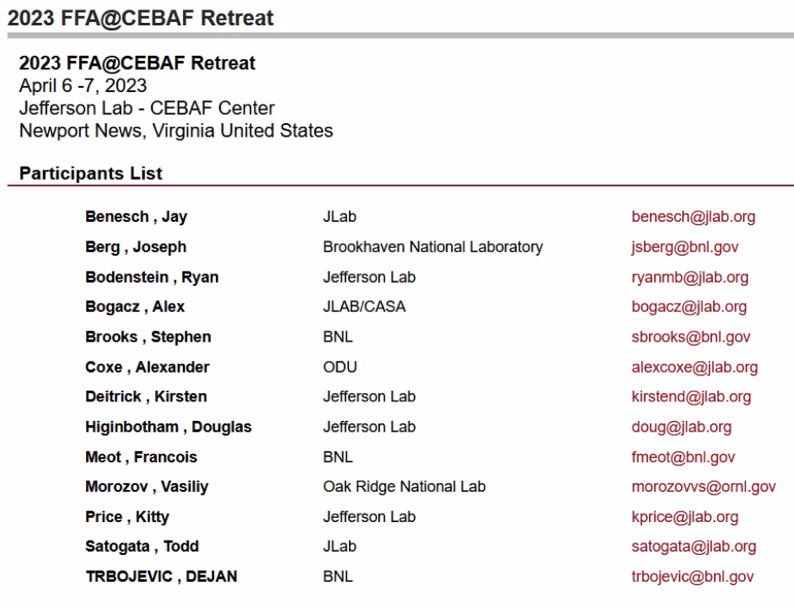 2023 FFA@CEBAF Retreat
2023 FFA@CEBAF Retreat
April 6 -7, 2023
Jefferson Lab - CEBAF Center
Newport News, Virginia United States
Participants List
Benesch , Jay JLab benesch@jlab.org
Berg , Joseph Brookhaven National Laboratory jsberg@bnl.gov
Bodenstein , Ryan Jefferson Lab ryanmb@jlab.org
Bogacz , Alex JLAB/CASA bogacz@jlab.org
Brooks , Stephen BNL sbrooks@bnl.gov
Coxe , Alexander ODU alexcoxe@jlab.org
Deitrick , Kirsten Jefferson Lab kirstend@jlab.org
Higinbotham , Douglas Jefferson Lab doug@jlab.org
Meot , Francois BNL fmeot@bnl.gov
Morozov , Vasiliy Oak Ridge National Lab morozovvs@ornl.gov
Price , Kitty Jefferson Lab kprice@jlab.org
Satogata , Todd JLab satogata@jlab.org
TRBOJEVIC , DEJAN BNL trbojevic@bnl.gov